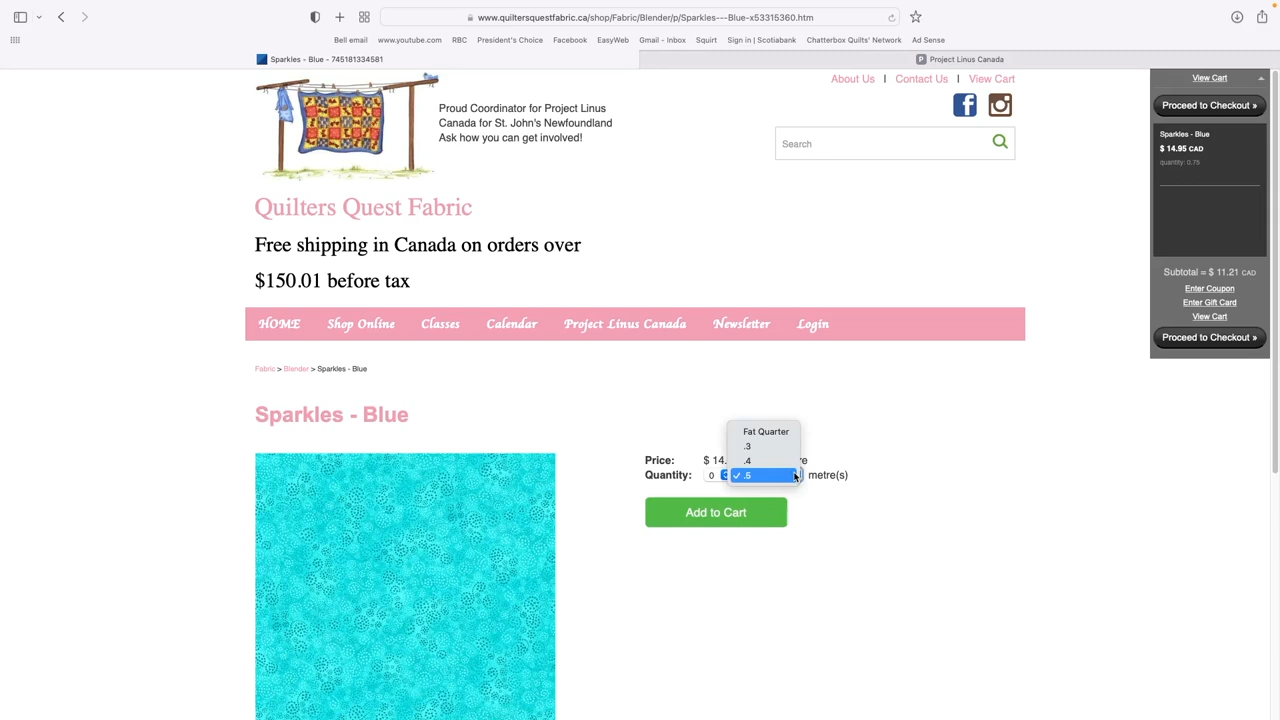 www.quiltersquestfabric.ca/shop/Fabric/Blender/p/Sparkles---Blue-x53315360.htm
Bell email www.youtube.com RBC President's Choice Facebook EasyWeb Gmail - Inbox Squirt Sign in | Scotiabank Chatterbox Quilts' Network Ad Sense
Sparkles - Blue - 745181334581
Project Linus Canada
About Us | Contact Us | View Cart
Proud Coordinator for Project Linus
Canada for St. John's Newfoundland
Ask how you can get involved!
Search
Quilters Quest Fabric
Free shipping in Canada on orders over
$150.01 before tax
HOME Shop Online Classes Calendar Project Linus Canada Newsletter Login
Fabric > Blender > Sparkles - Blue
Sparkles - Blue
Fat Quarter
.3
.4
.5
Price: $ 14.
Quantity: 0 metre(s)
Add to Cart
View Cart
Proceed to Checkout »
Sparkles - Blue
$ 14.95 CAD
quantity: 0.75
Subtotal = $ 11.21 CAD
Enter Coupon
Enter Gift Card
View Cart
Proceed to Checkout »